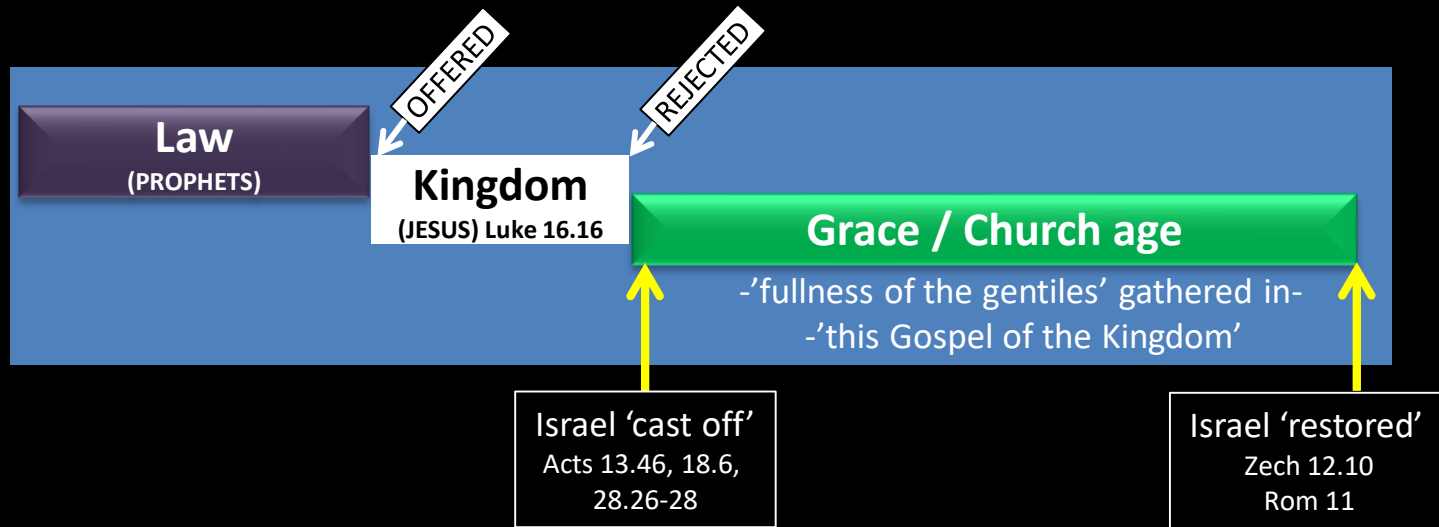 OFFERED
REJECTED
Law
(PROPHETS)
Kingdom
(JESUS) Luke 16.16
Grace / Church age
-’fullness of the gentiles’ gathered in-
-’this Gospel of the Kingdom’
Israel ‘cast off’
Acts 13.46, 18.6,
28.26-28
Israel ‘restored’
Zech 12.10
Rom 11